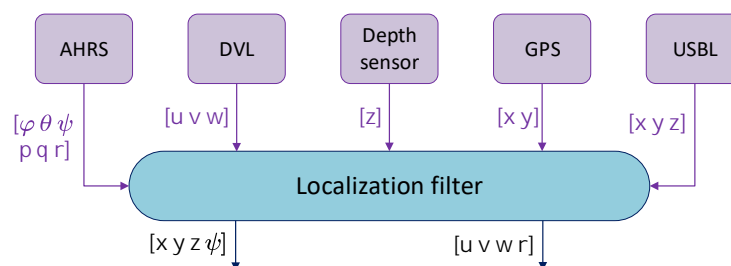 AHRS
DVL
Depth
sensor
GPS
USBL
[φ θ ψ
p q r]
[u v w]
[z]
[x y]
[x y z]
Localization filter
[x y z ψ]
[u v w r]